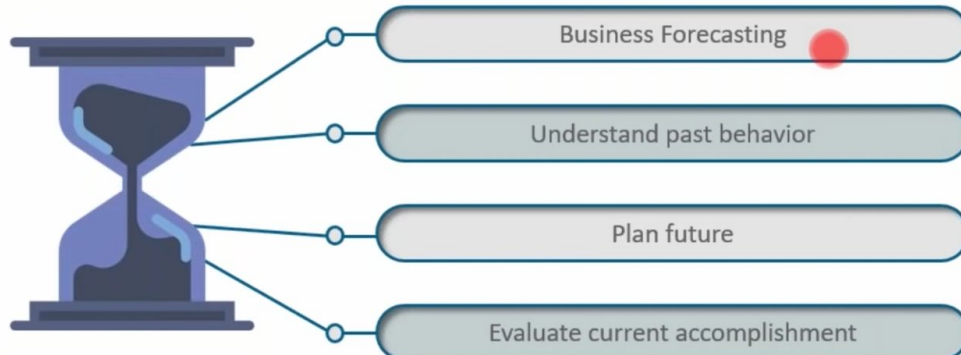 Business Forecasting
Understand past behavior
Plan future
Evaluate current accomplishment